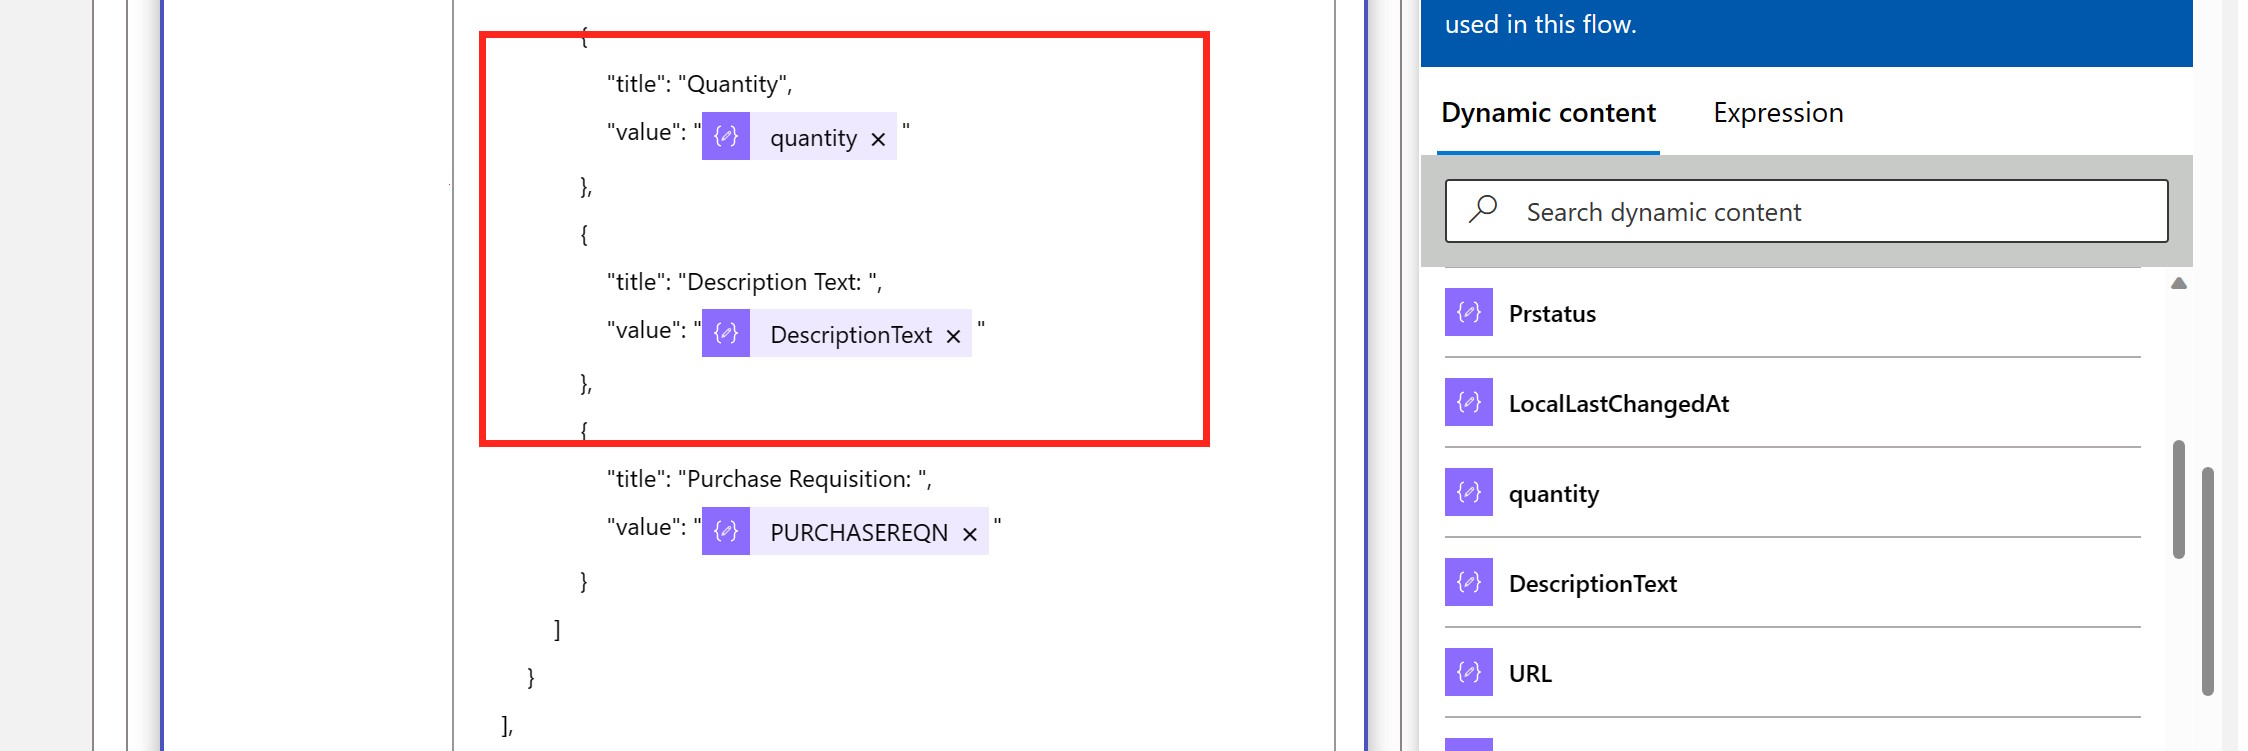 {
"title": "Quantity",
"value": " quantity × "
},
{
"title": "Description Text: ",
"value": " DescriptionText × "
},
{
"title": "Purchase Requisition: ",
"value": " PURCHASEREQN × "
}
]
}
],
used in this flow.
Dynamic content Expression
Search dynamic content
Prstatus
LocalLastChangedAt
quantity
DescriptionText
URL